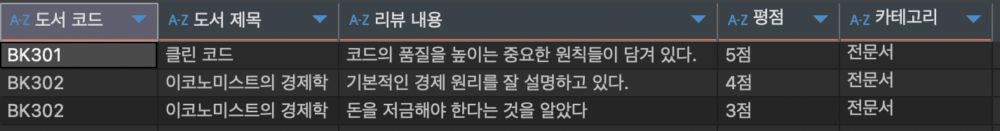 A-Z 도서 코드 A-Z 도서 제목 A-Z 리뷰 내용 A-Z 평점 A-Z 카테고리
BK301 클린 코드 코드의 품질을 높이는 중요한 원칙들이 담겨 있다. 5점 전문서
BK302 이코노미스트의 경제학 기본적인 경제 원리를 잘 설명하고 있다. 4점 전문서
BK302 이코노미스트의 경제학 돈을 저금해야 한다는 것을 알았다 3점 전문서